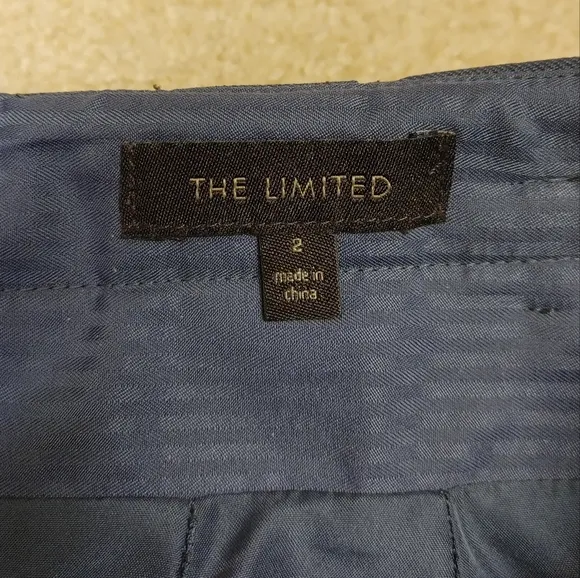 THE LIMITED
2
made in
china